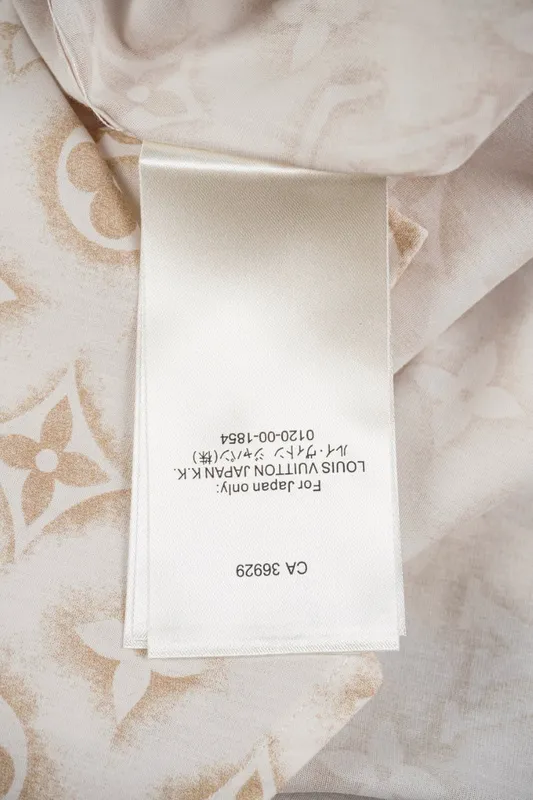 CA 36929
For Japan only:
LOUIS VUITTON JAPAN K.K.
ルイ・ヴィトン ジャパン(株)
0120-00-1854